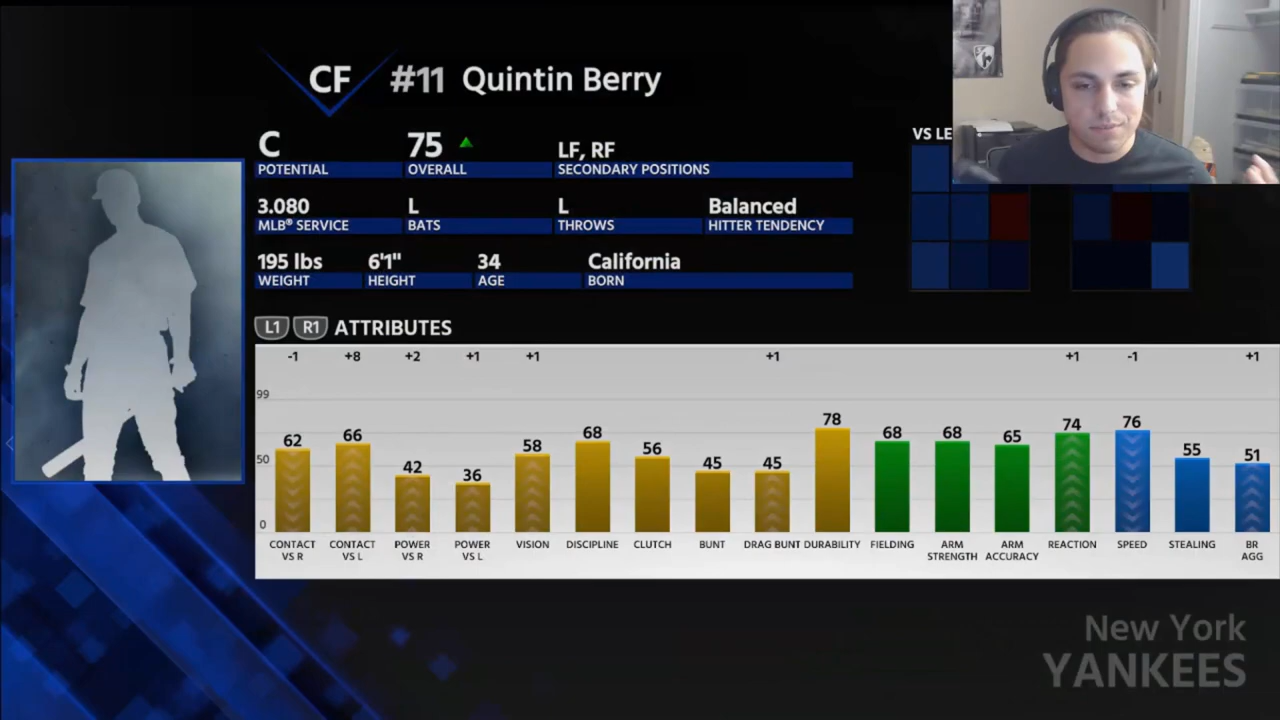 CF #11 Quintin Berry
C 75 LF, RF
POTENTIAL OVERALL SECONDARY POSITIONS
VS LE
3.080 L L Balanced
MLB® SERVICE BATS THROWS HITTER TENDENCY
195 lbs 6'1" 34 California
WEIGHT HEIGHT AGE BORN
L1 R1 ATTRIBUTES
-1 +8 +2 +1 +1 +1 +1 -1 +1
99
50
0
62 66 42 36 58 68 56 45 45 78 68 68 65 74 76 55 51
CONTACT VS R
CONTACT VS L
POWER VS R
POWER VS L
VISION
DISCIPLINE
CLUTCH
BUNT
DRAG BUNT
DURABILITY
FIELDING
ARM STRENGTH
ARM ACCURACY
REACTION
SPEED
STEALING
BR AGG
New York
YANKEES